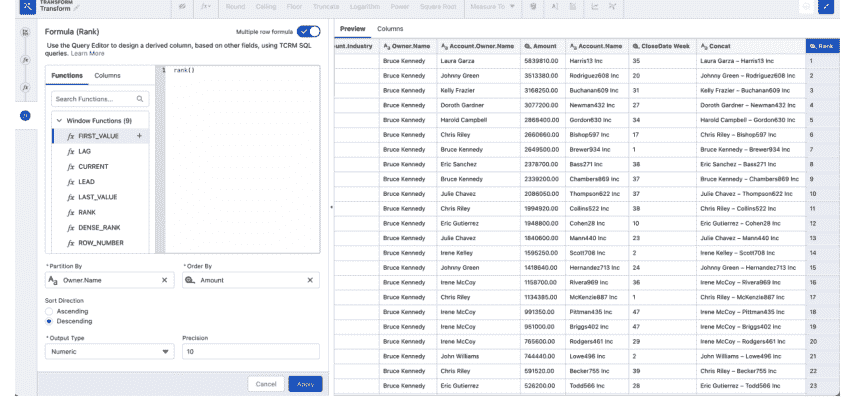 TRANSFORM
Transform
Round Ceiling Floor Truncate Logarithm Power Square Root Measure To
Formula (Rank)
Multiple row formula
Use the Query Editor to design a derived column, based on other fields, using TCRM SQL
queries. Learn More
Functions Columns
Search Functions...
Window Functions (9)
fx FIRST_VALUE +
fx LAG
fx CURRENT
fx LEAD
fx LAST_VALUE
fx RANK
fx DENSE_RANK
fx ROW_NUMBER
1 rank()
*Partition By
Owner.Name
*Order By
Amount
Sort Direction
Ascending
Descending
*Output Type
Numeric
Precision
10
Cancel Apply
Preview Columns
unt.Industry Owner.Name Account.Owner.Name Amount Account.Name CloseDate Week Concat Rank
Bruce Kennedy Laura Garza 5839810.00 Harris13 Inc 35 Laura Garza – Harris13 Inc 1
Bruce Kennedy Johnny Green 3513380.00 Rodriguez608 Inc 20 Johnny Green – Rodriguez608 Inc 2
Bruce Kennedy Kelly Frazier 3168250.00 Buchanan609 Inc 31 Kelly Frazier – Buchanan609 Inc 3
Bruce Kennedy Doroth Gardner 3077200.00 Newman432 Inc 27 Doroth Gardner – Newman432 Inc 4
Bruce Kennedy Harold Campbell 2866400.00 Gordon630 Inc 34 Harold Campbell – Gordon630 Inc 5
Bruce Kennedy Chris Riley 2660660.00 Bishop597 Inc 17 Chris Riley – Bishop597 Inc 6
Bruce Kennedy Bruce Kennedy 2649500.00 Brewer934 Inc 1 Bruce Kennedy – Brewer934 Inc 7
Bruce Kennedy Eric Sanchez 2378700.00 Bass271 Inc 38 Eric Sanchez – Bass271 Inc 8
Bruce Kennedy Bruce Kennedy 2339200.00 Chambers869 Inc 37 Bruce Kennedy – Chambers869 Inc 9
Bruce Kennedy Julie Chavez 2086050.00 Thompson622 Inc 37 Julie Chavez – Thompson622 Inc 10
Bruce Kennedy Chris Riley 1994920.00 Collins522 Inc 38 Chris Riley – Collins522 Inc 11
Bruce Kennedy Eric Gutierrez 1948800.00 Cohen28 Inc 10 Eric Gutierrez – Cohen28 Inc 12
Bruce Kennedy Julie Chavez 1840600.00 Mann440 Inc 23 Julie Chavez – Mann440 Inc 13
Bruce Kennedy Irene Kelley 1595250.00 Scott708 Inc 2 Irene Kelley – Scott708 Inc 14
Bruce Kennedy Johnny Green 1418640.00 Hernandez713 Inc 24 Johnny Green – Hernandez713 Inc 15
Bruce Kennedy Irene McCoy 1158700.00 Rivera969 Inc 36 Irene McCoy – Rivera969 Inc 16
Bruce Kennedy Chris Riley 1134385.00 McKenzie887 Inc 1 Chris Riley – McKenzie887 Inc 17
Bruce Kennedy Irene McCoy 991350.00 Pittman435 Inc 47 Irene McCoy – Pittman435 Inc 18
Bruce Kennedy Irene McCoy 951000.00 Briggs402 Inc 47 Irene McCoy – Briggs402 Inc 19
Bruce Kennedy Irene McCoy 765600.00 Rodgers461 Inc 29 Irene McCoy – Rodgers461 Inc 20
Bruce Kennedy John Williams 744440.00 Lowe496 Inc 2 John Williams – Lowe496 Inc 21
Bruce Kennedy Chris Riley 591520.00 Becker755 Inc 39 Chris Riley – Becker755 Inc 22
Bruce Kennedy Eric Gutierrez 526200.00 Todd566 Inc 28 Eric Gutierrez – Todd566 Inc 23